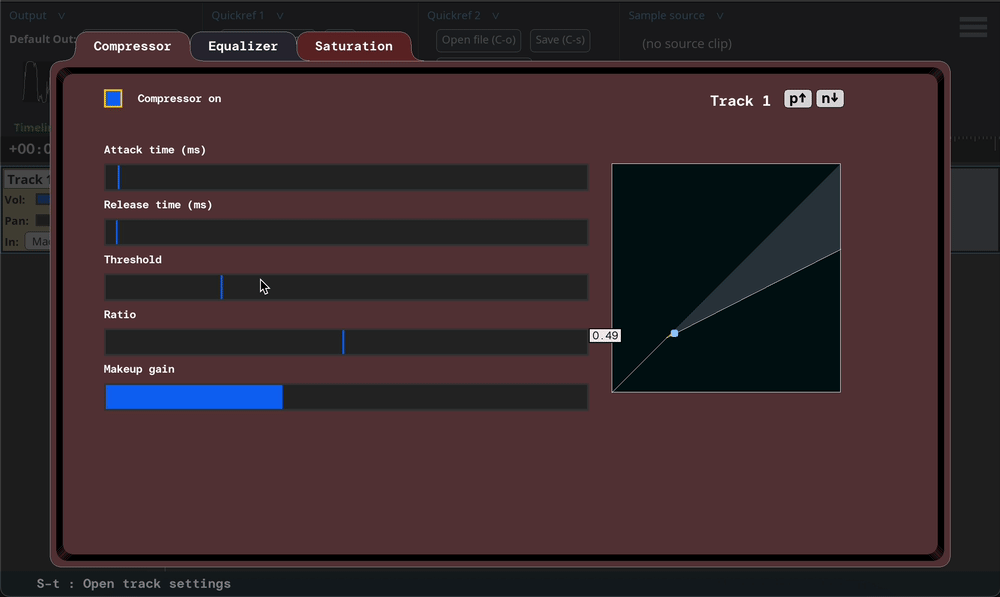 Output ∨ Quickref 1 ∨ Quickref 2 ∨ Sample source ∨
Default Out:
Open file (C-o) Save (C-s)
(no source clip)
Compressor Equalizer Saturation
Compressor on
Track 1 p↑ n↓
Timeli
+00:0
Track 1
Vol:
Pan:
In: Mac
Attack time (ms)
Release time (ms)
Threshold
Ratio
0.49
Makeup gain
S-t : Open track settings